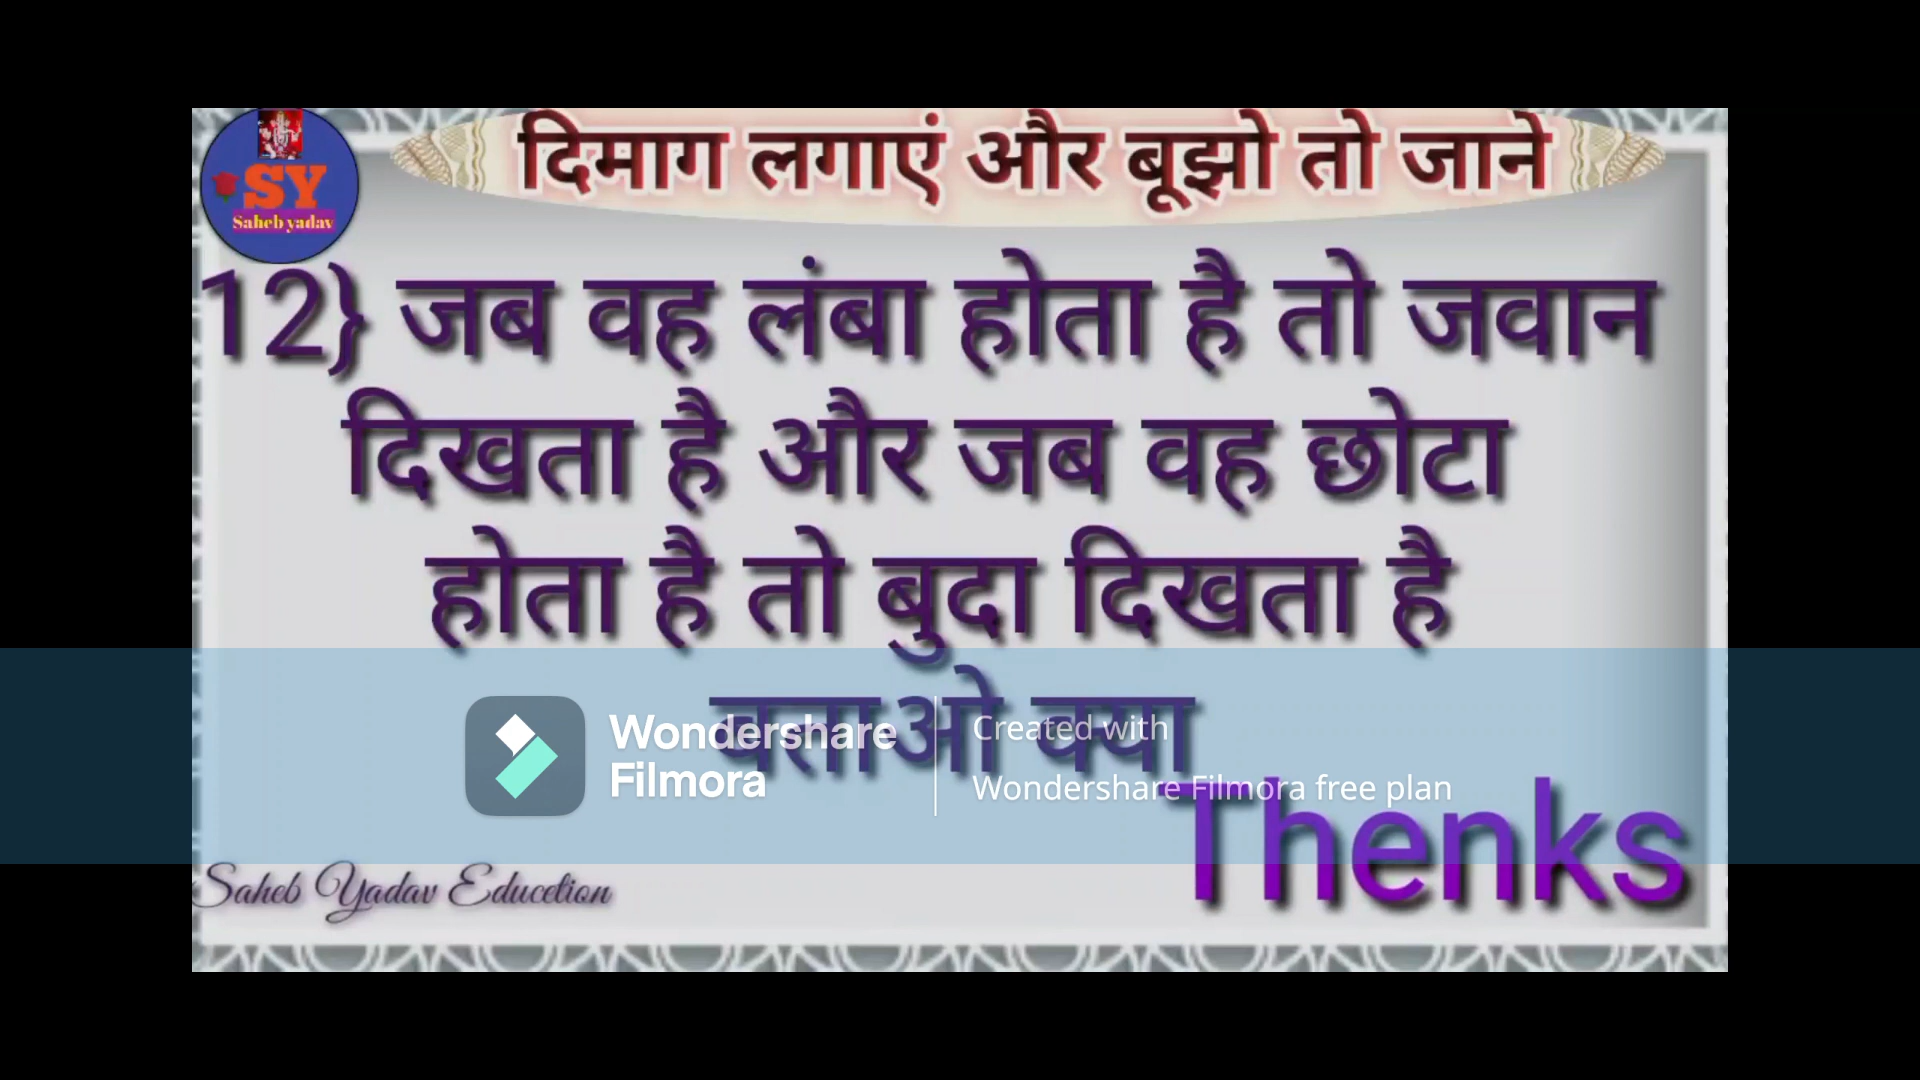 दिमाग लगाएं और बूझो तो जाने
SY
Saheb yadav
12} जब वह लंबा होता है तो जवान
दिखता है और जब वह छोटा
होता है तो बुदा दिखता है
बताओ क्या
Wondershare
Filmora
Created with
Wondershare Filmora free plan
Thenks
Saheb Yadav Educetion